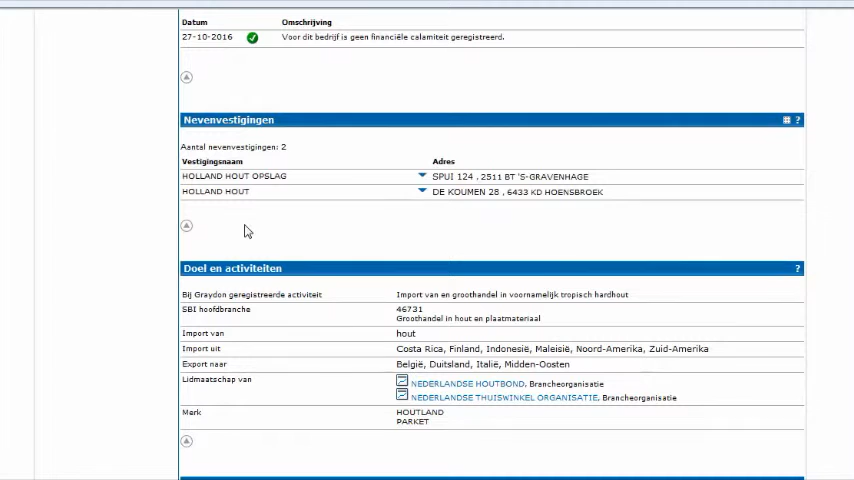 Datum Omschrijving
27-10-2016 Voor dit bedrijf is geen financiële calamiteit geregistreerd.
Nevenvestigingen ?
Aantal nevenvestigingen: 2
Vestigingsnaam Adres
HOLLAND HOUT OPSLAG SPUI 124 , 2511 BT 'S-GRAVENHAGE
HOLLAND HOUT DE KOUMEN 28 , 6433 KD HOENSBROEK
Doel en activiteiten ?
Bij Graydon geregistreerde activiteit Import van en groothandel in voornamelijk tropisch hardhout
SBI hoofdbranche 46731
Groothandel in hout en plaatmateriaal
Import van hout
Import uit Costa Rica, Finland, Indonesië, Maleisië, Noord-Amerika, Zuid-Amerika
Export naar België, Duitsland, Italië, Midden-Oosten
Lidmaatschap van NEDERLANDSE HOUTBOND, Brancheorganisatie
NEDERLANDSE THUISWINKEL ORGANISATIE, Brancheorganisatie
Merk HOUTLAND
PARKET